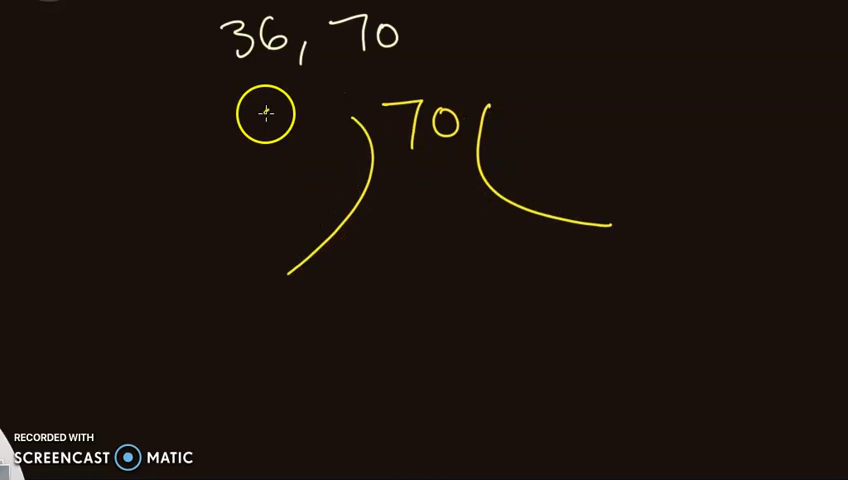 36, 70
) 70 (
RECORDED WITH
SCREENCAST MATIC